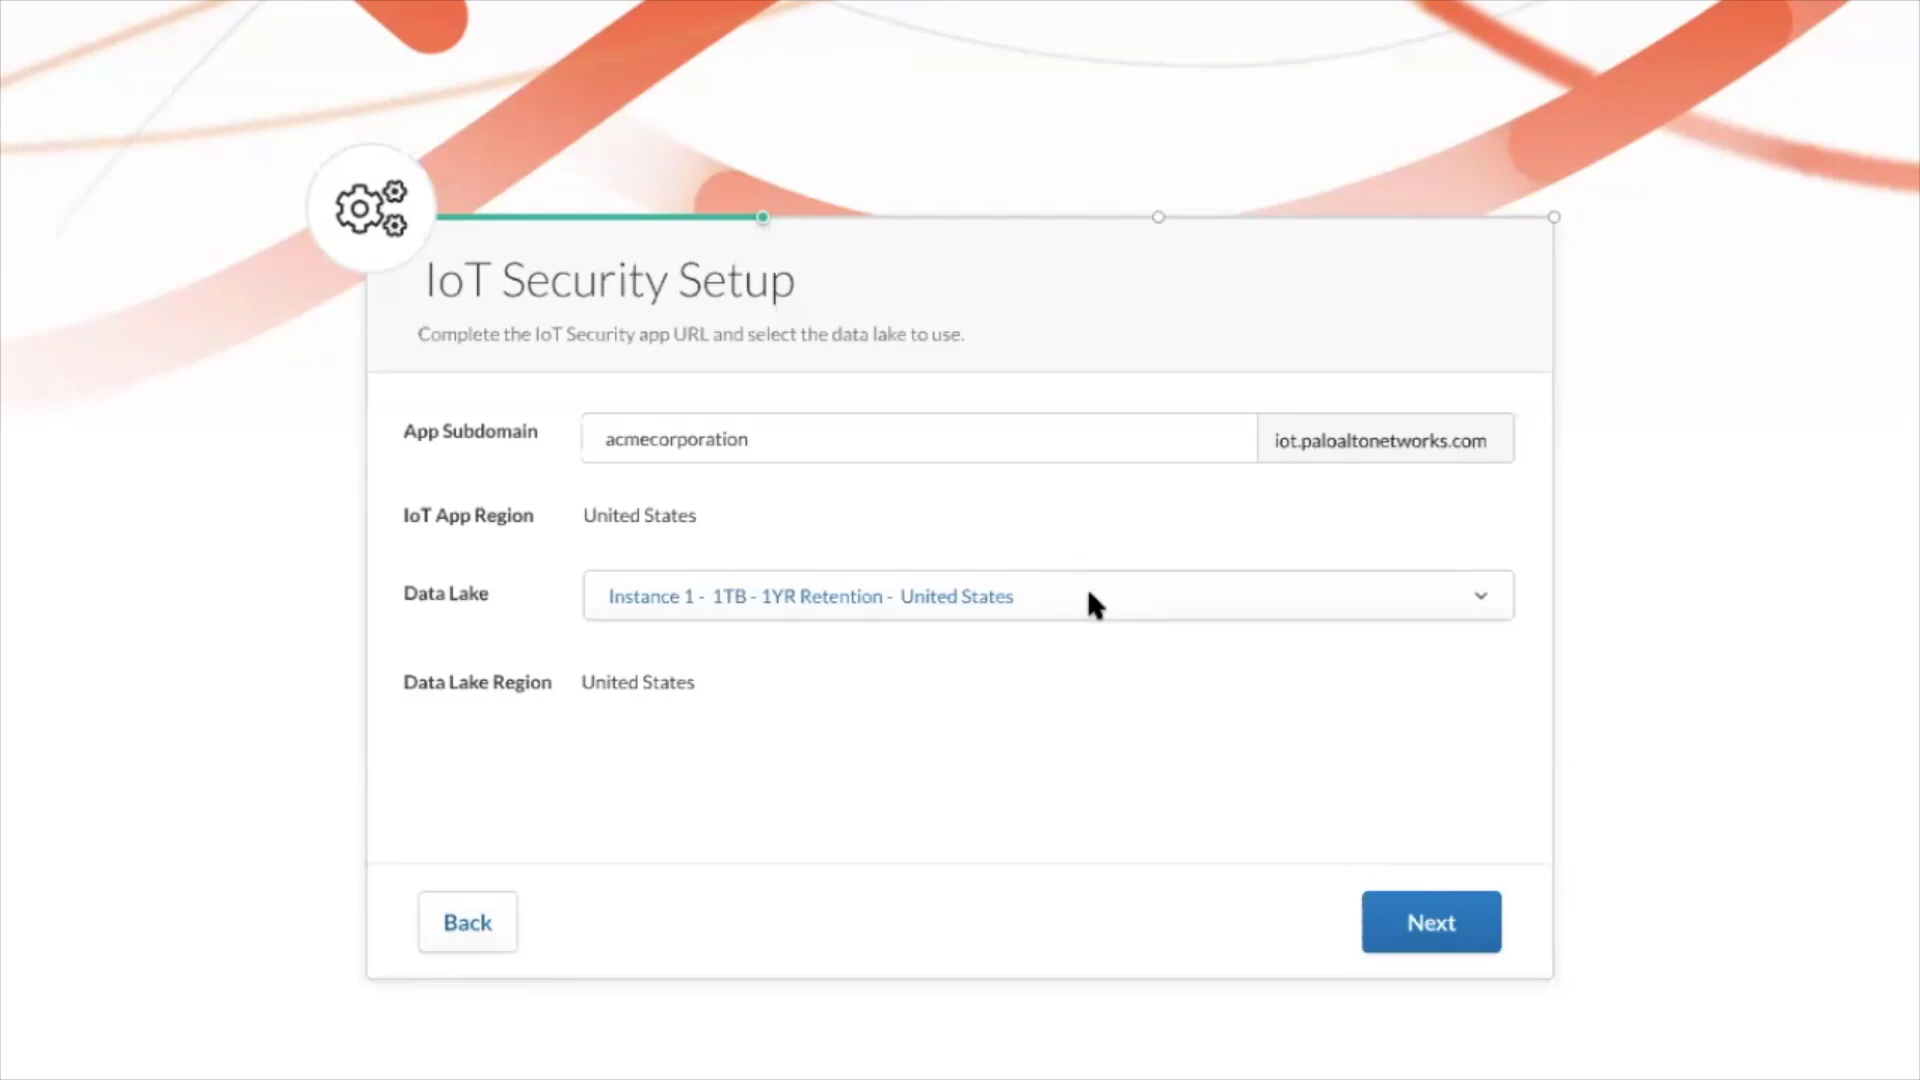 IoT Security Setup
Complete the IoT Security app URL and select the data lake to use.
App Subdomain
acmecorporation
iot.paloaltonetworks.com
IoT App Region
United States
Data Lake
Instance 1 - 1TB - 1YR Retention - United States
Data Lake Region
United States
Back
Next